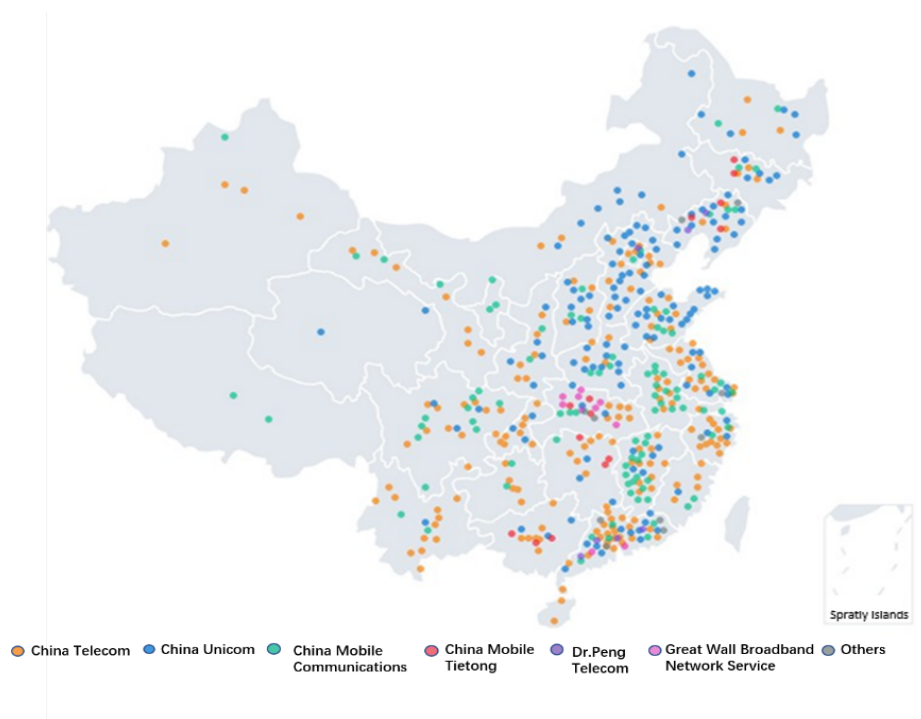 Spratly Islands
China Telecom
China Unicom
China Mobile
Communications
China Mobile
Tietong
Dr.Peng
Telecom
Great Wall Broadband
Network Service
Others